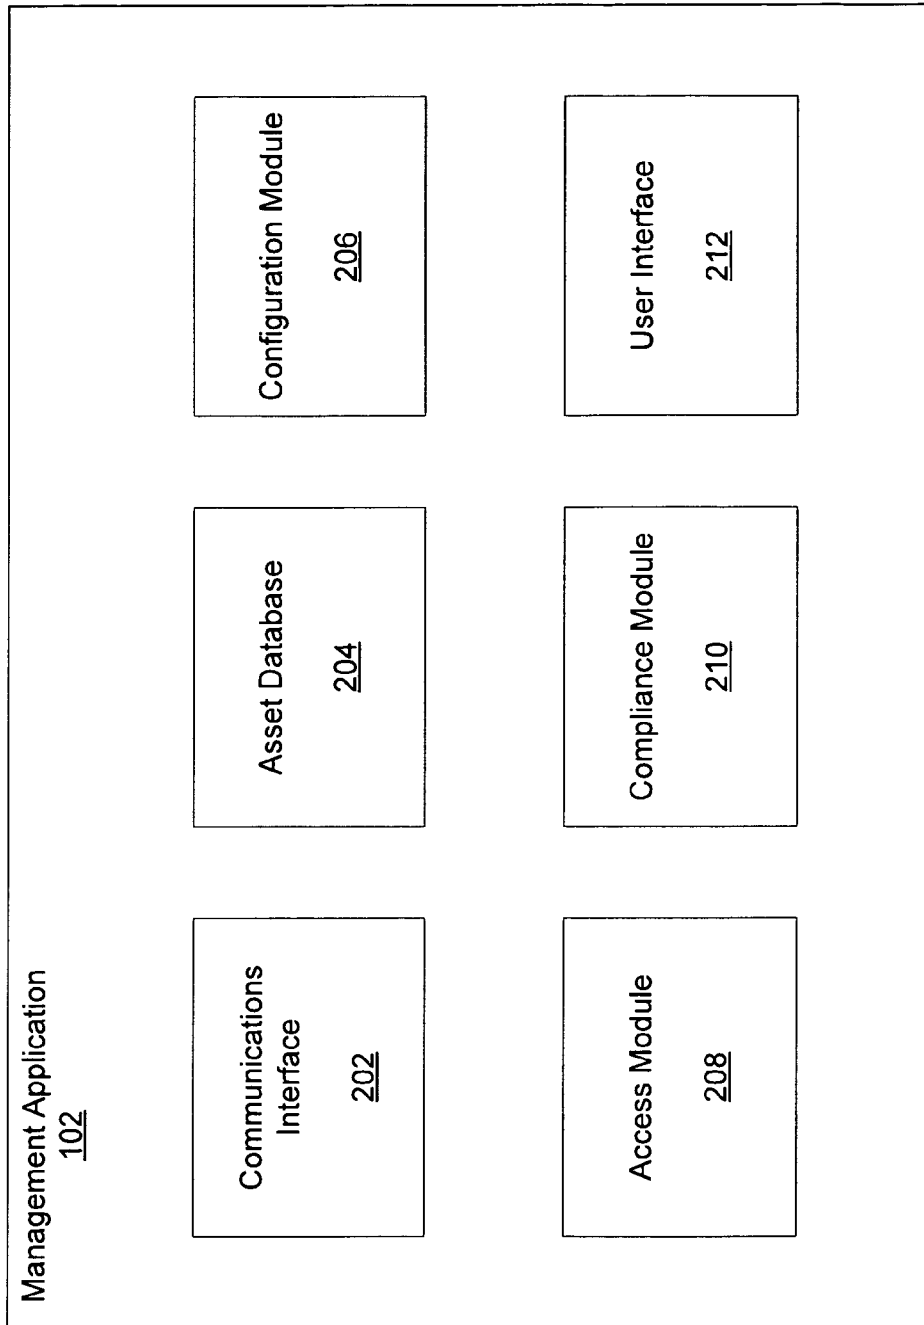 Management Application
102
Communications
Interface
202
Asset Database
204
Configuration Module
206
Access Module
208
Compliance Module
210
User Interface
212